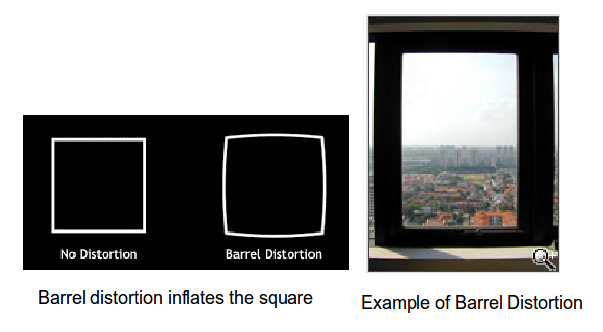 No Distortion
Barrel Distortion
Barrel distortion inflates the square
Example of Barrel Distortion